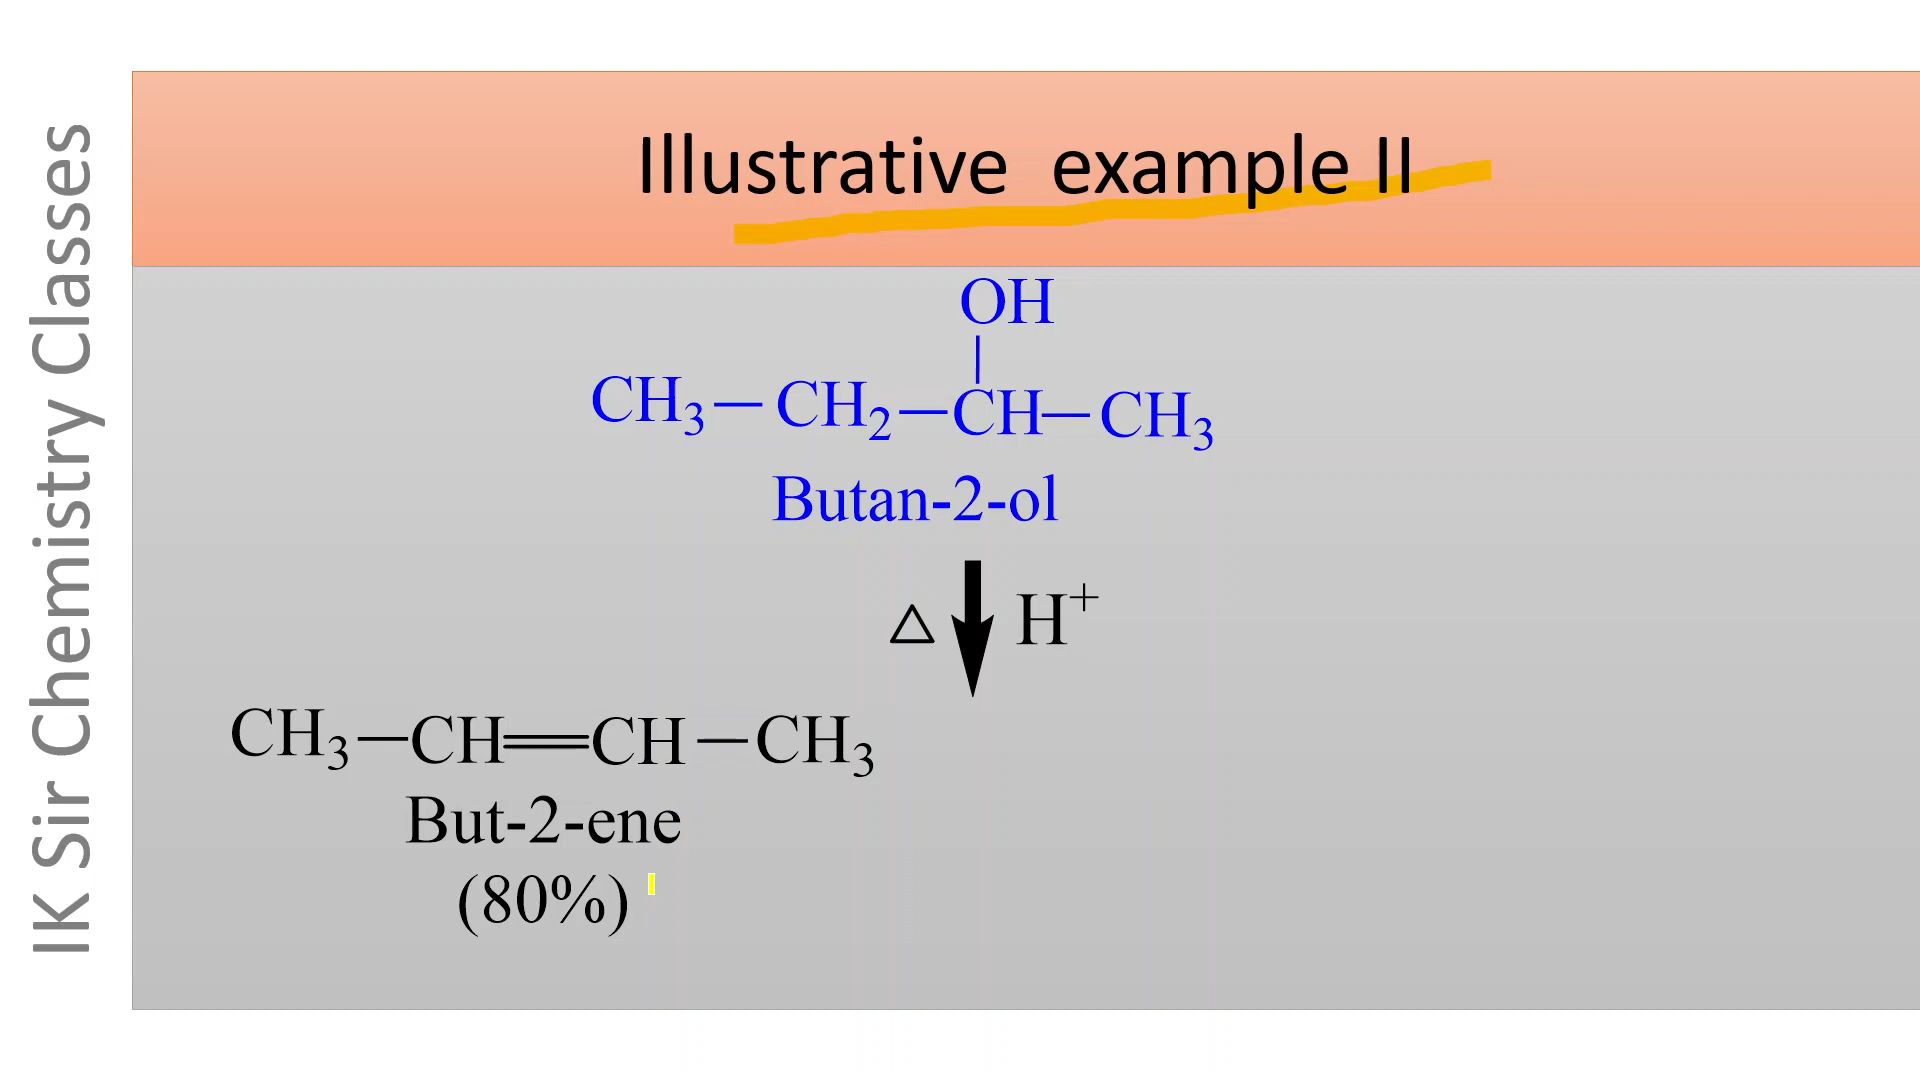 IK Sir Chemistry Classes
Illustrative example II
OH
CH₃—CH₂—CH—CH₃
Butan-2-ol
△ H⁺
CH₃—CH=CH—CH₃
But-2-ene
(80%)